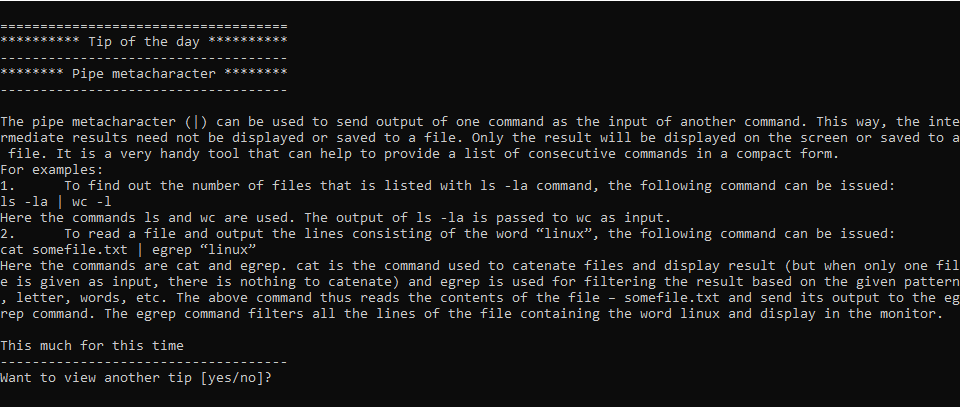 ====================================
********** Tip of the day **********
------------------------------------
******** Pipe metacharacter ********
------------------------------------
The pipe metacharacter (|) can be used to send output of one command as the input of another command. This way, the inte
rmediate results need not be displayed or saved to a file. Only the result will be displayed on the screen or saved to a
 file. It is a very handy tool that can help to provide a list of consecutive commands in a compact form.
For examples:
1.      To find out the number of files that is listed with ls -la command, the following command can be issued:
ls -la | wc -l
Here the commands ls and wc are used. The output of ls -la is passed to wc as input.
2.      To read a file and output the lines consisting of the word “linux”, the following command can be issued:
cat somefile.txt | egrep “linux”
Here the commands are cat and egrep. cat is the command used to catenate files and display result (but when only one fil
e is given as input, there is nothing to catenate) and egrep is used for filtering the result based on the given pattern
, letter, words, etc. The above command thus reads the contents of the file – somefile.txt and send its output to the eg
rep command. The egrep command filters all the lines of the file containing the word linux and display in the monitor.
This much for this time
------------------------------------
Want to view another tip [yes/no]?